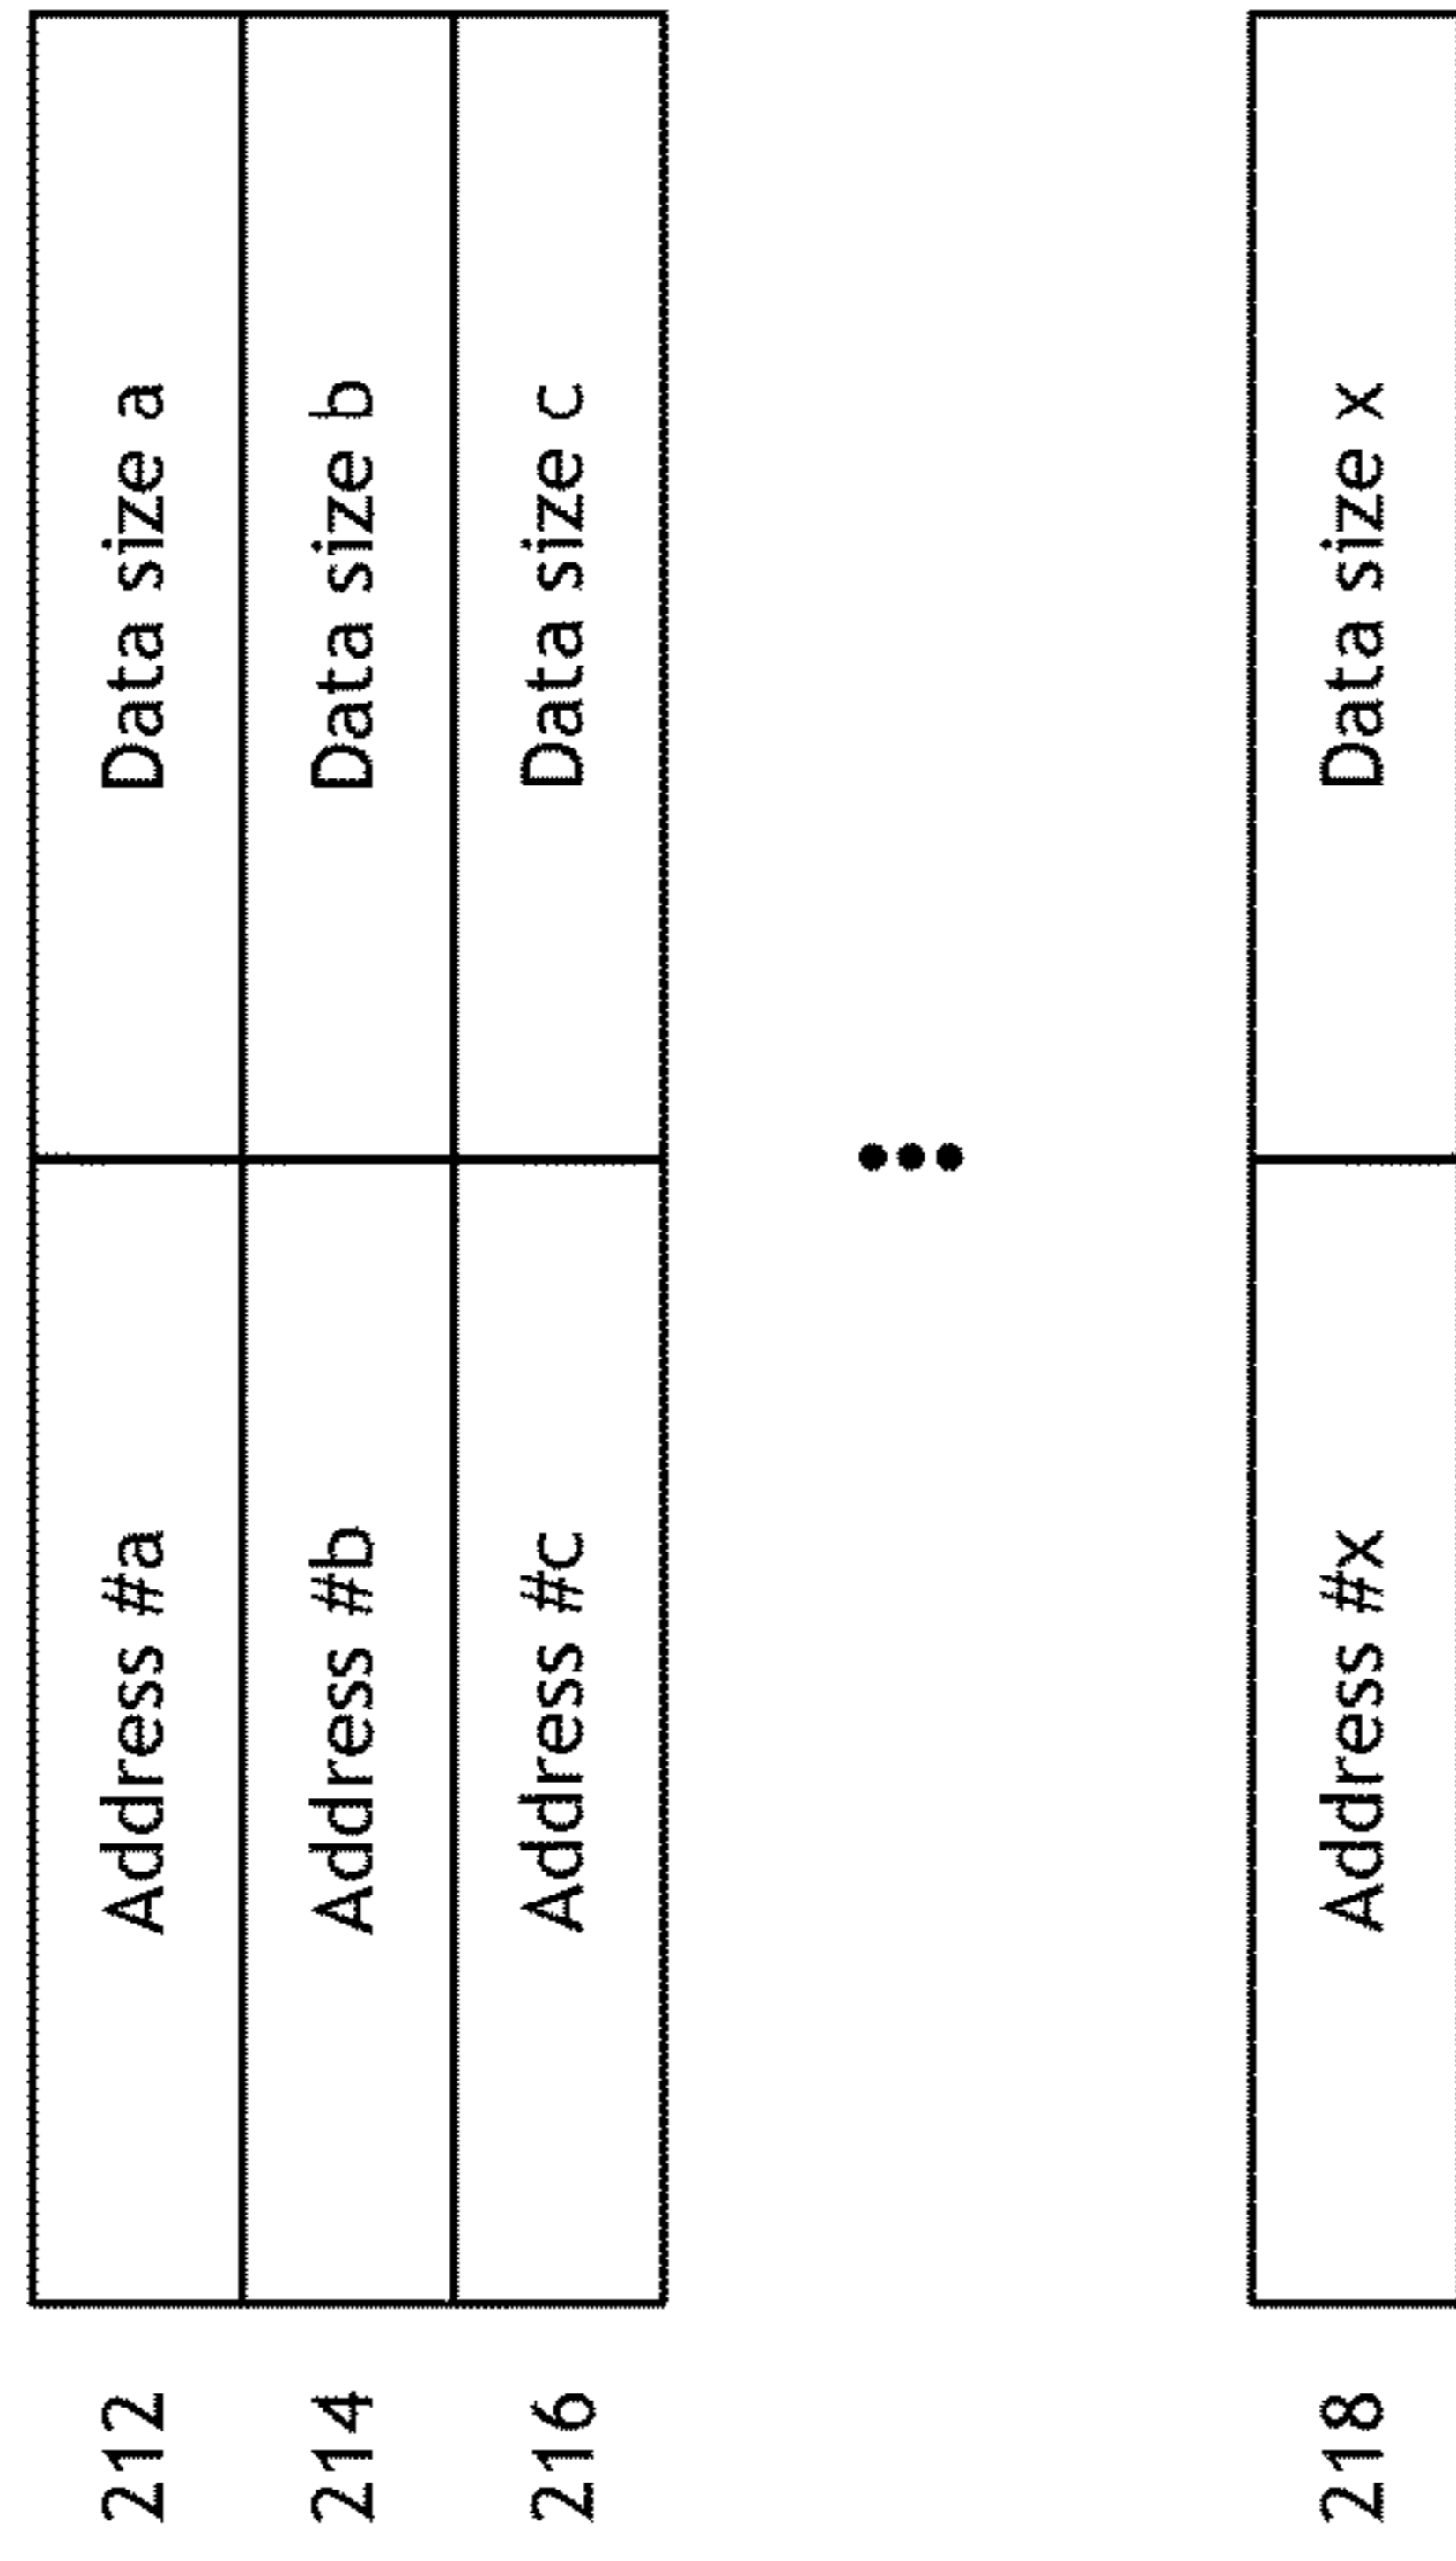 212 Address #a Data size a
214 Address #b Data size b
216 Address #c Data size c
•••
218 Address #x Data size x